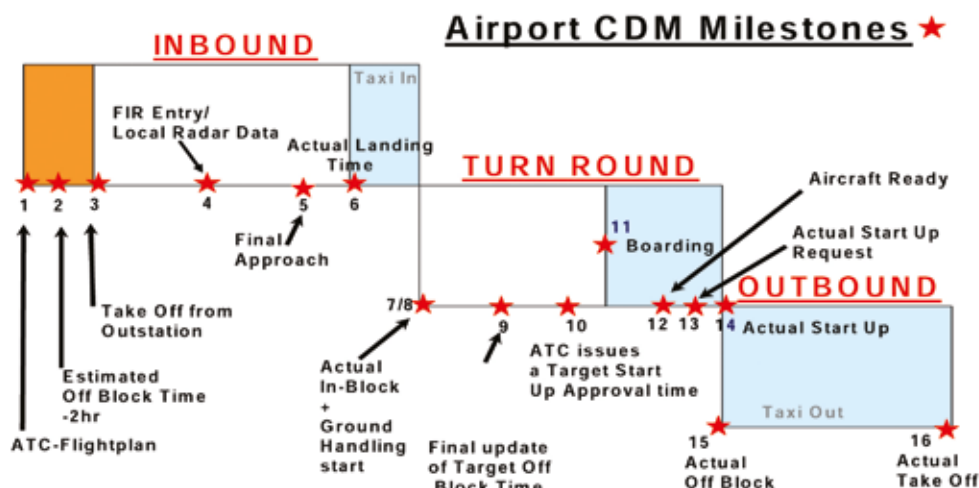 Airport CDM Milestones
INBOUND
Taxi In
FIR Entry/
Local Radar Data
Actual Landing
Time
1
2
3
4
5
6
Final
Approach
Take Off from
Outstation
Estimated
Off Block Time
-2hr
ATC-Flightplan
TURN ROUND
Aircraft Ready
11
Boarding
Actual Start Up
Request
7/8
9
10
12
13
14
OUTBOUND
Actual Start Up
Actual
In-Block
+
Ground
Handling
start
ATC issues
a Target Start
Up Approval time
Final update
of Target Off
Block Time
Taxi Out
15
Actual
Off Block
16
Actual
Take Off